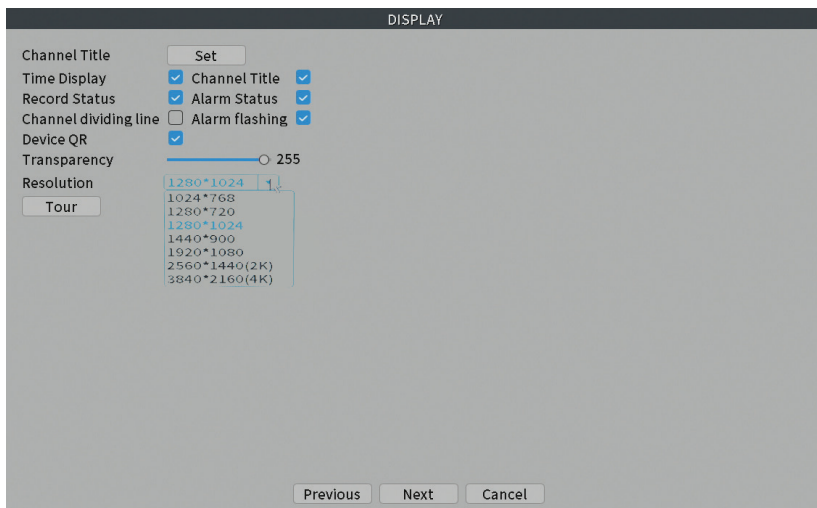 DISPLAY
Channel Title Set
Time Display Channel Title
Record Status Alarm Status
Channel dividing line Alarm flashing
Device QR
Transparency 255
Resolution 1280*1024
1024*768
Tour
1280*720
1280*1024
1440*900
1920*1080
2560*1440(2K)
3840*2160(4K)
Previous Next Cancel